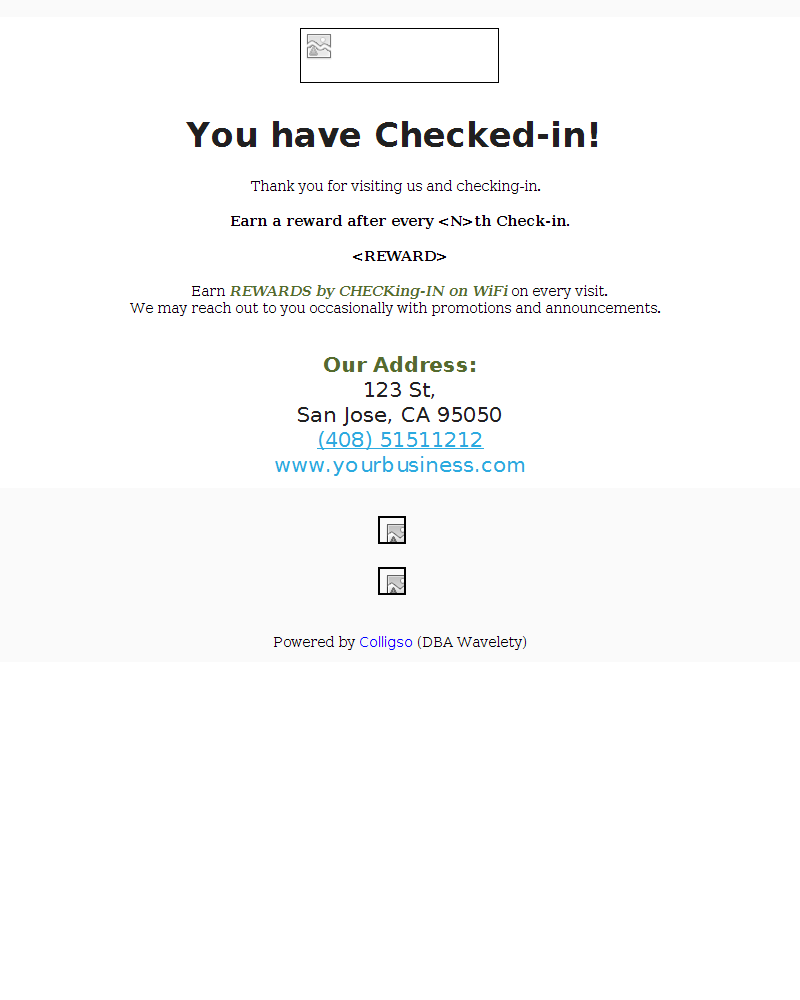 You have Checked-in!
Thank you for visiting us and checking-in.
Earn a reward after every <N>th Check-in.
<REWARD>
Earn REWARDS by CHECKing-IN on WiFi on every visit.
We may reach out to you occasionally with promotions and announcements.
Our Address:
123 St,
San Jose, CA 95050
(408) 51511212
www.yourbusiness.com
Powered by Colligso (DBA Wavelety)